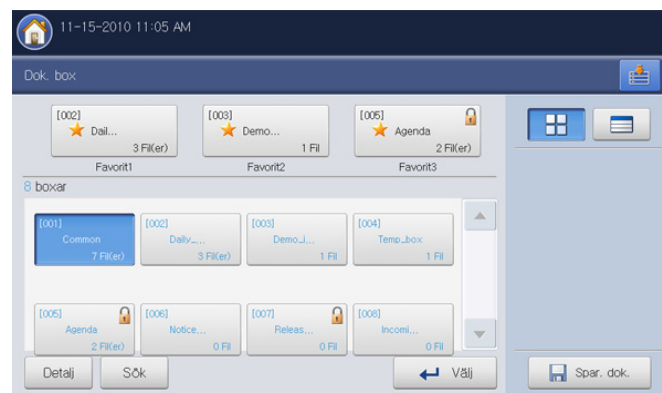 11-15-2010 11:05 AM
Dok. box
[002]
Dail...
3 Fil(er)
Favorit1
[003]
Demo...
1 Fil
Favorit2
[005]
Agenda
2 Fil(er)
Favorit3
8 boxar
[001]
Common
7 Fil(er)
[002]
Daily_...
3 Fil(er)
[003]
Demo_i...
1 Fil
[004]
Temp_box
1 Fil
[005]
Agenda
2 Fil(er)
[006]
Notice...
0 Fil
[007]
Releas...
0 Fil
[008]
Incomi...
0 Fil
Detalj
Sök
Välj
Spar. dok.